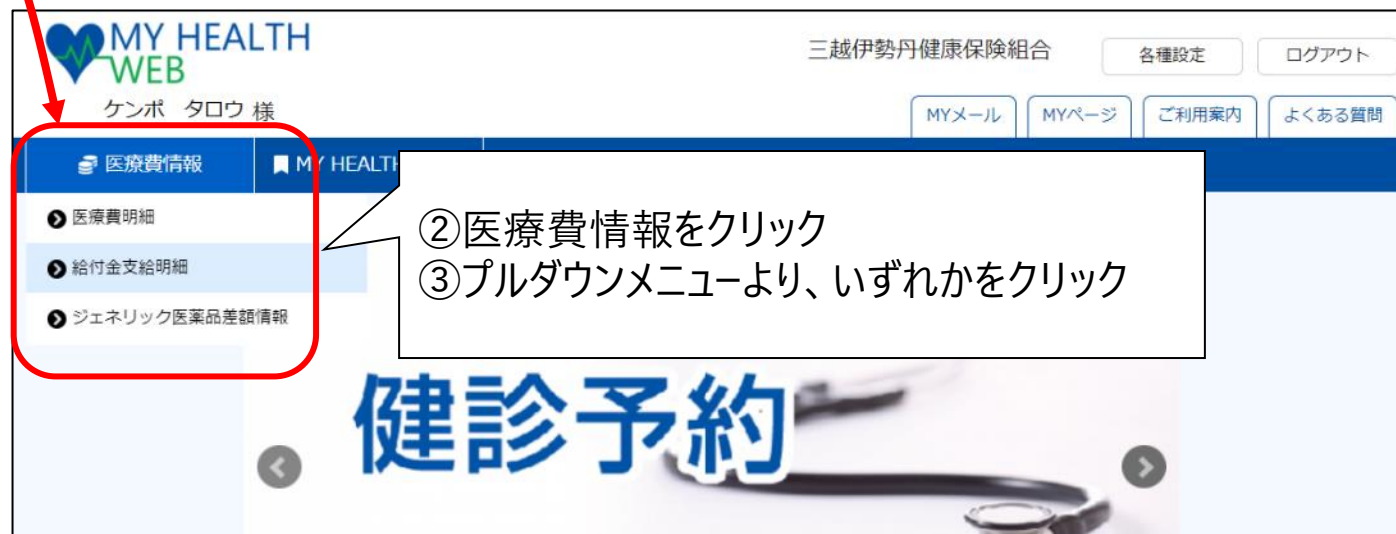 MY HEALTH
WEB
三越伊勢丹健康保険組合
各種設定
ログアウト
ケンポ タロウ 様
MYメール
MYページ
ご利用案内
よくある質問
医療費情報
MY HEALTH
医療費明細
給付金支給明細
ジェネリック医薬品差額情報
②医療費情報をクリック
③プルダウンメニューより、いずれかをクリック
健診予約